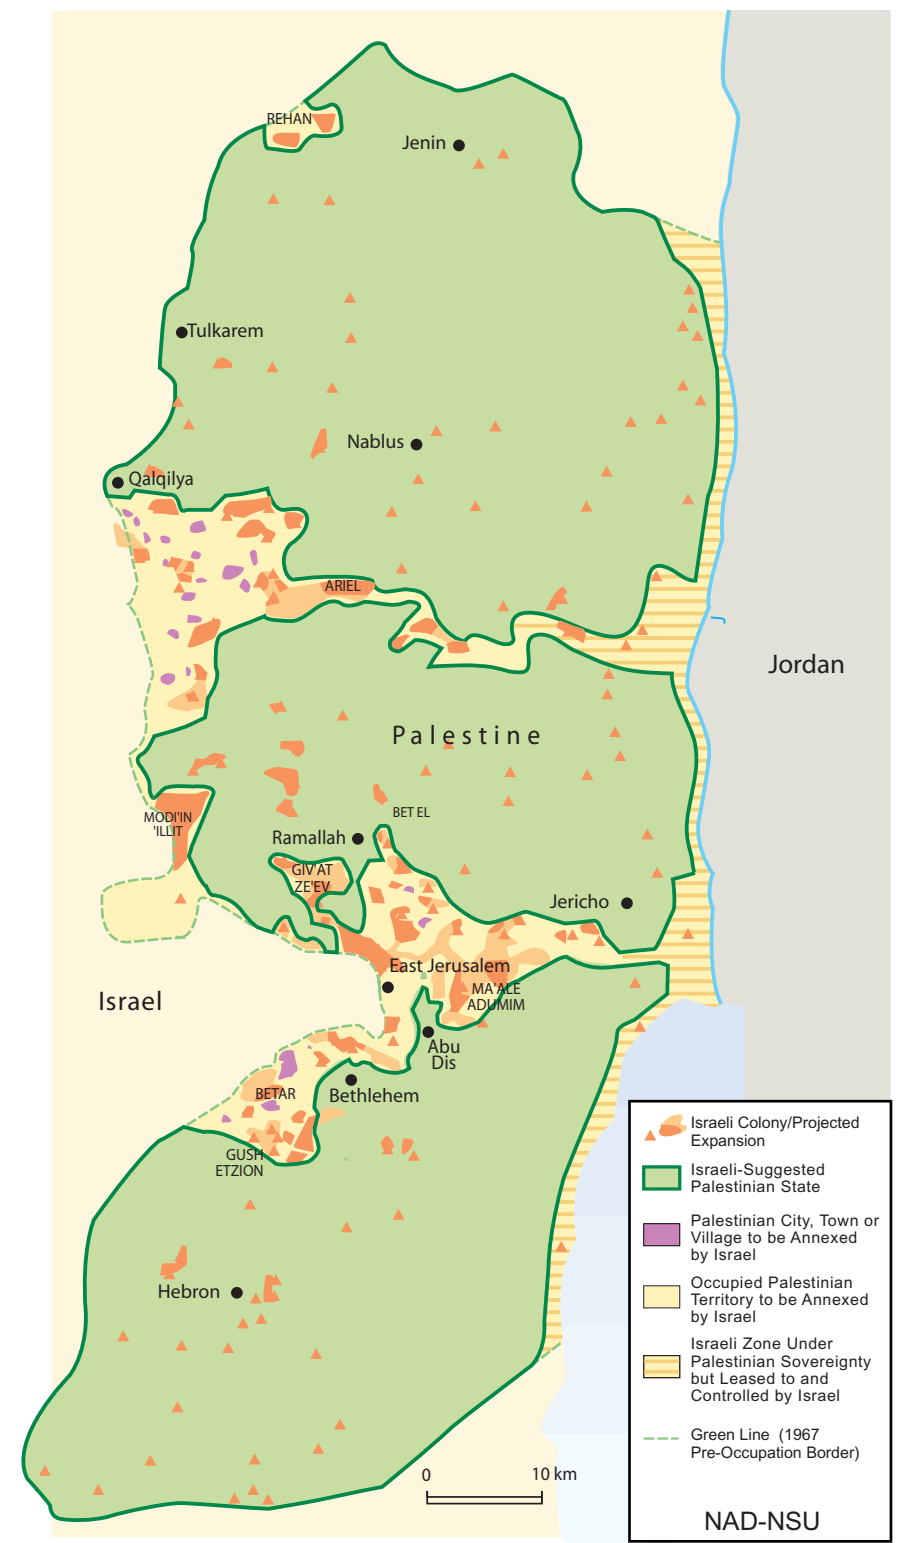 REHAN
Jenin
Tulkarem
Nablus
Qalqilya
ARIEL
Jordan
Palestine
MODI'IN
'ILLIT
BET EL
Ramallah
GIV'AT
ZE'EV
Jericho
East Jerusalem
Israel
MA'ALE
ADUMIM
Abu
Dis
BETAR
Bethlehem
GUSH
ETZION
Hebron
0 10 km
Israeli Colony/Projected
Expansion
Israeli-Suggested
Palestinian State
Palestinian City, Town or
Village to be Annexed
by Israel
Occupied Palestinian
Territory to be Annexed
by Israel
Israeli Zone Under
Palestinian Sovereignty
but Leased to and
Controlled by Israel
Green Line (1967
Pre-Occupation Border)
NAD-NSU